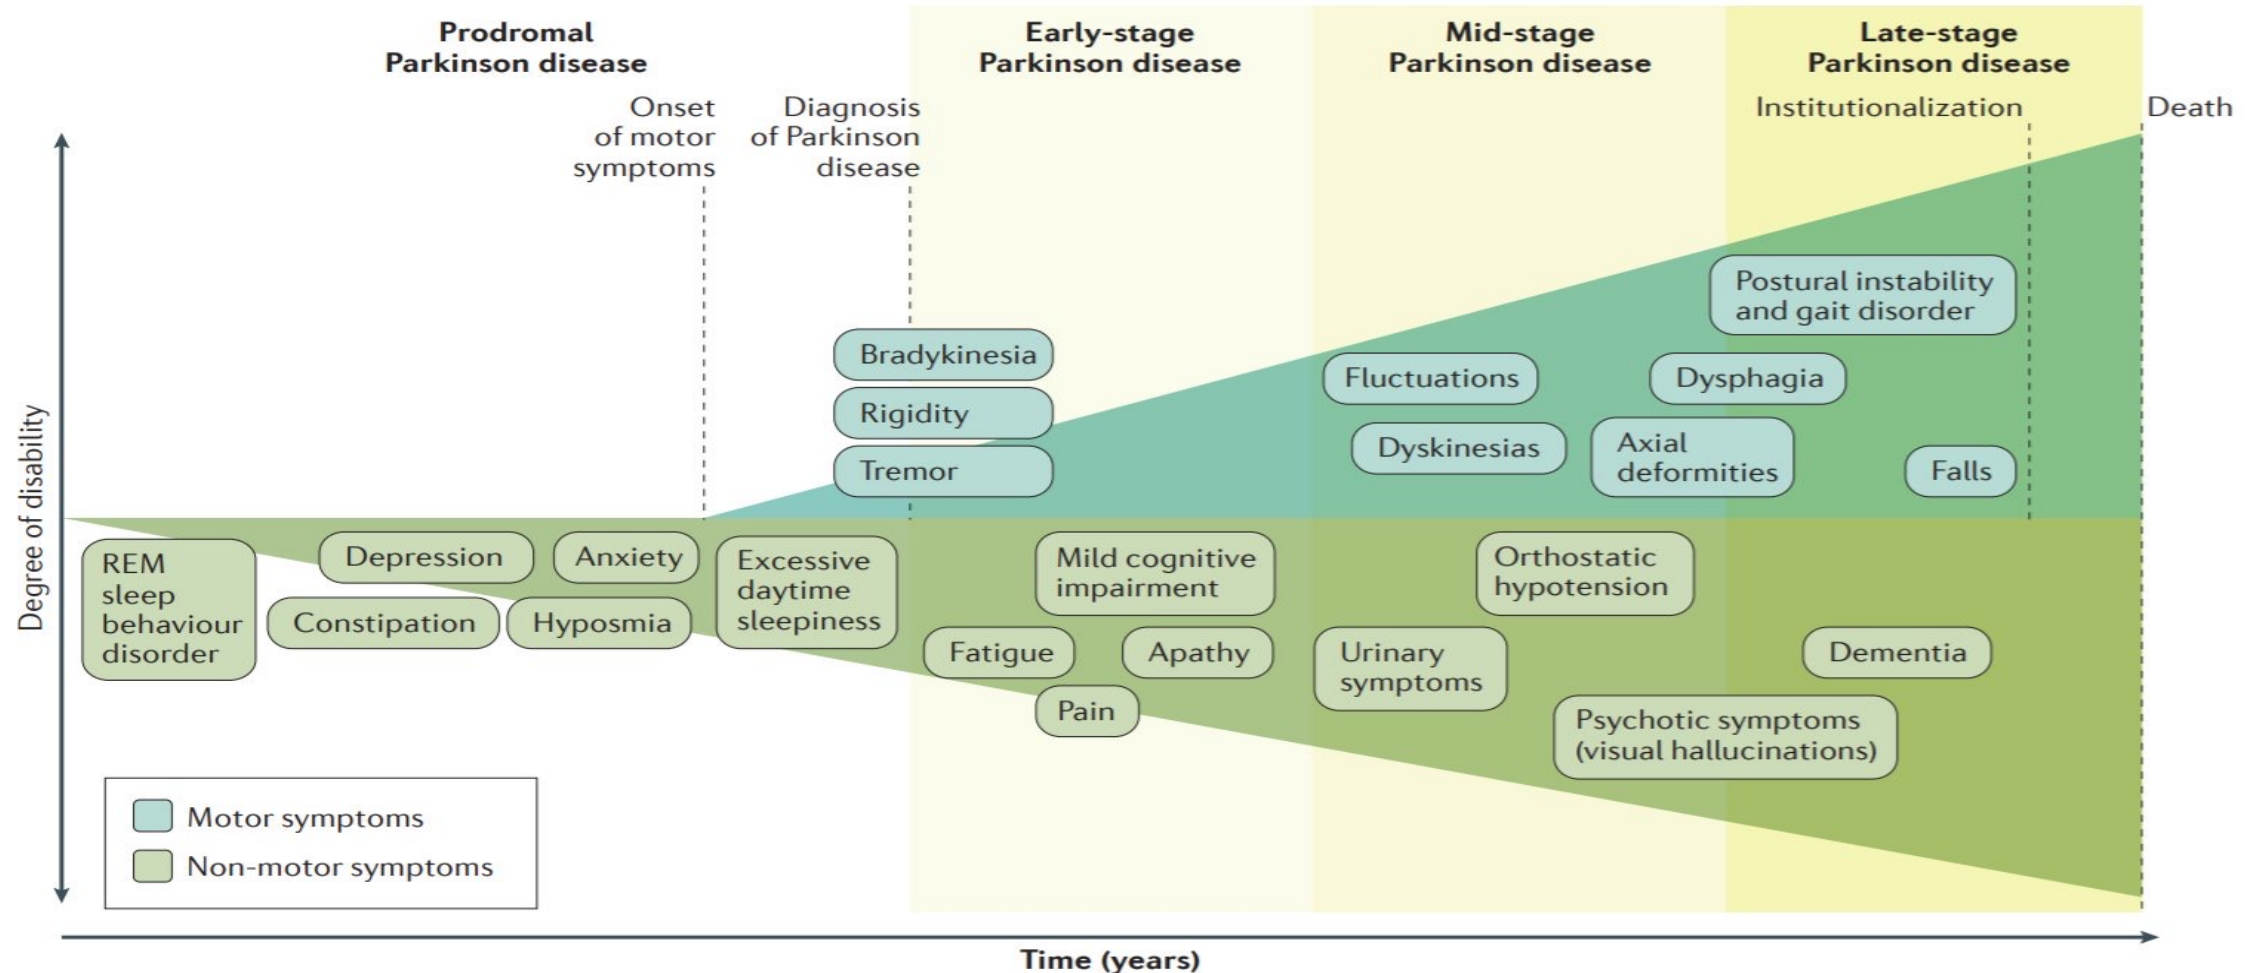 Prodromal
Parkinson disease
Early-stage
Parkinson disease
Mid-stage
Parkinson disease
Late-stage
Parkinson disease
Onset
of motor
symptoms
Diagnosis
of Parkinson
disease
Institutionalization
Death
Degree of disability
Postural instability
and gait disorder
Bradykinesia
Rigidity
Tremor
Fluctuations
Dysphagia
Dyskinesias
Axial
deformities
Falls
REM
sleep
behaviour
disorder
Depression
Anxiety
Constipation
Hyposmia
Excessive
daytime
sleepiness
Mild cognitive
impairment
Fatigue
Apathy
Pain
Orthostatic
hypotension
Urinary
symptoms
Dementia
Psychotic symptoms
(visual hallucinations)
Motor symptoms
Non-motor symptoms
Time (years)